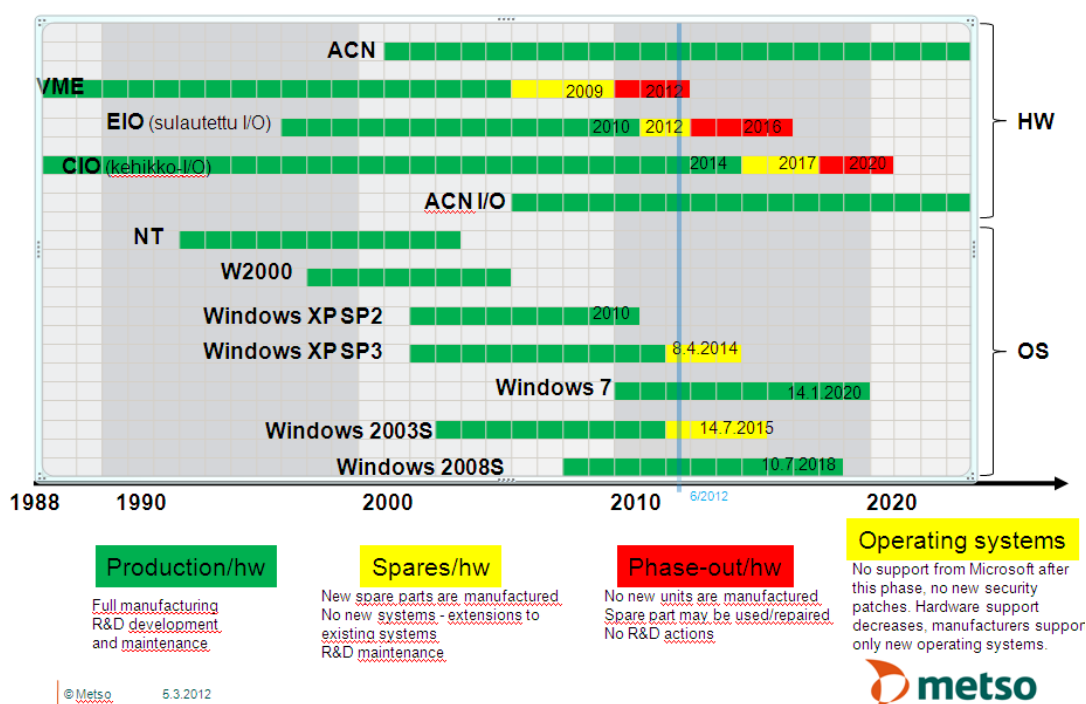 ACN
VME
2009
2012
EIO (sulautettu I/O)
2010
2012
2016
CIO (kehikko-I/O)
2014
2017
2020
ACN I/O
HW
NT
W2000
Windows XP SP2
2010
Windows XP SP3
8.4.2014
Windows 7
14.1.2020
Windows 2003S
14.7.2015
Windows 2008S
10.7.2018
OS
1988
1990
2000
2010
2020
6/2012
Production/hw
Full manufacturing
R&D development
and maintenance
Spares/hw
New spare parts are manufactured
No new systems - extensions to
existing systems
R&D maintenance
Phase-out/hw
No new units are manufactured
Spare part may be used/repaired
No R&D actions
Operating systems
No support from Microsoft after
this phase, no new security
patches. Hardware support
decreases, manufacturers support
only new operating systems.
© Metso 5.3.2012
metso